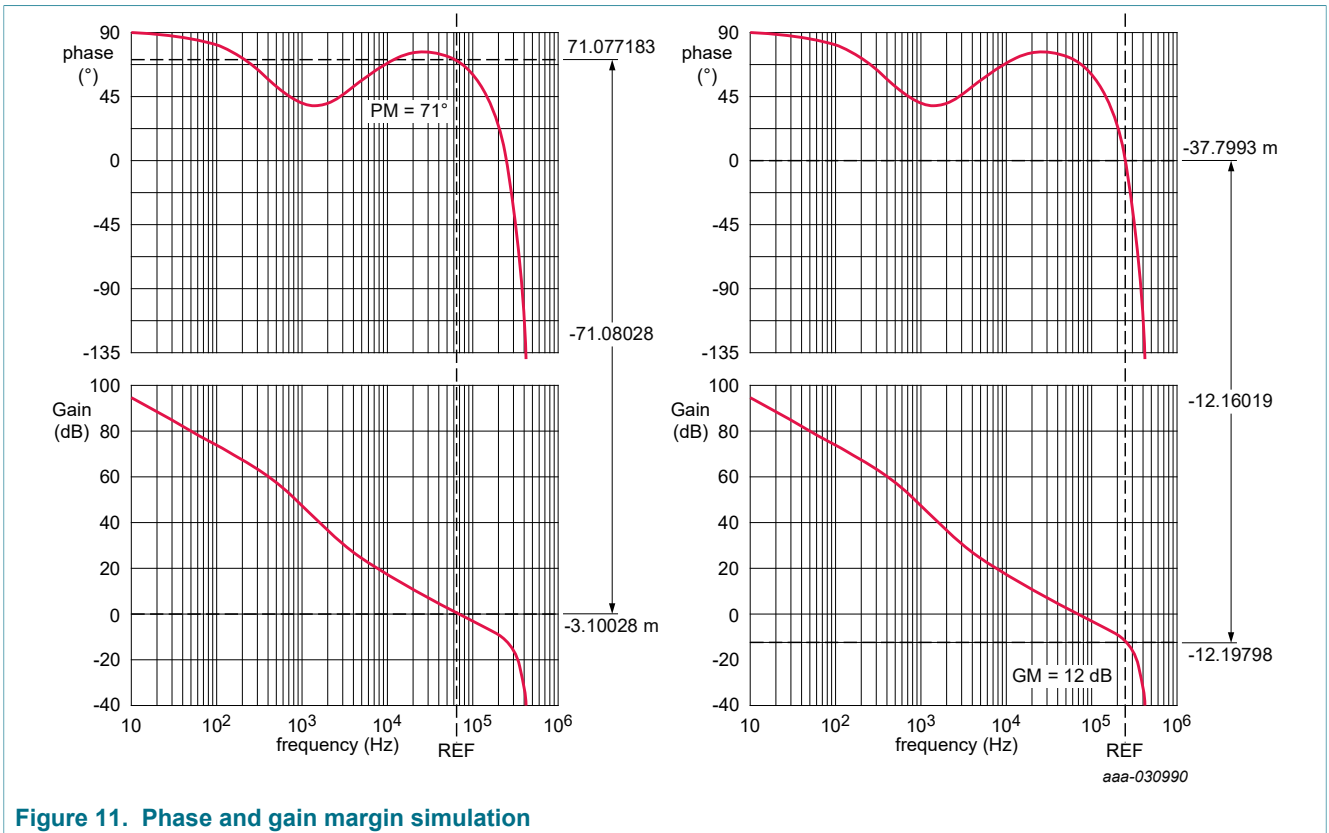 90
phase
(°)
45
0
-45
-90
-135
PM = 71°
71.077183
-71.08028
100
Gain
(dB)
80
60
40
20
0
-20
-40
-3.10028 m
10
10²
10³
10⁴
10⁵
10⁶
frequency (Hz)
REF
90
phase
(°)
45
0
-45
-90
-135
-37.7993 m
-12.16019
100
Gain
(dB)
80
60
40
20
0
-20
-40
GM = 12 dB
-12.19798
10
10²
10³
10⁴
10⁵
10⁶
frequency (Hz)
REF
aaa-030990
Figure 11. Phase and gain margin simulation